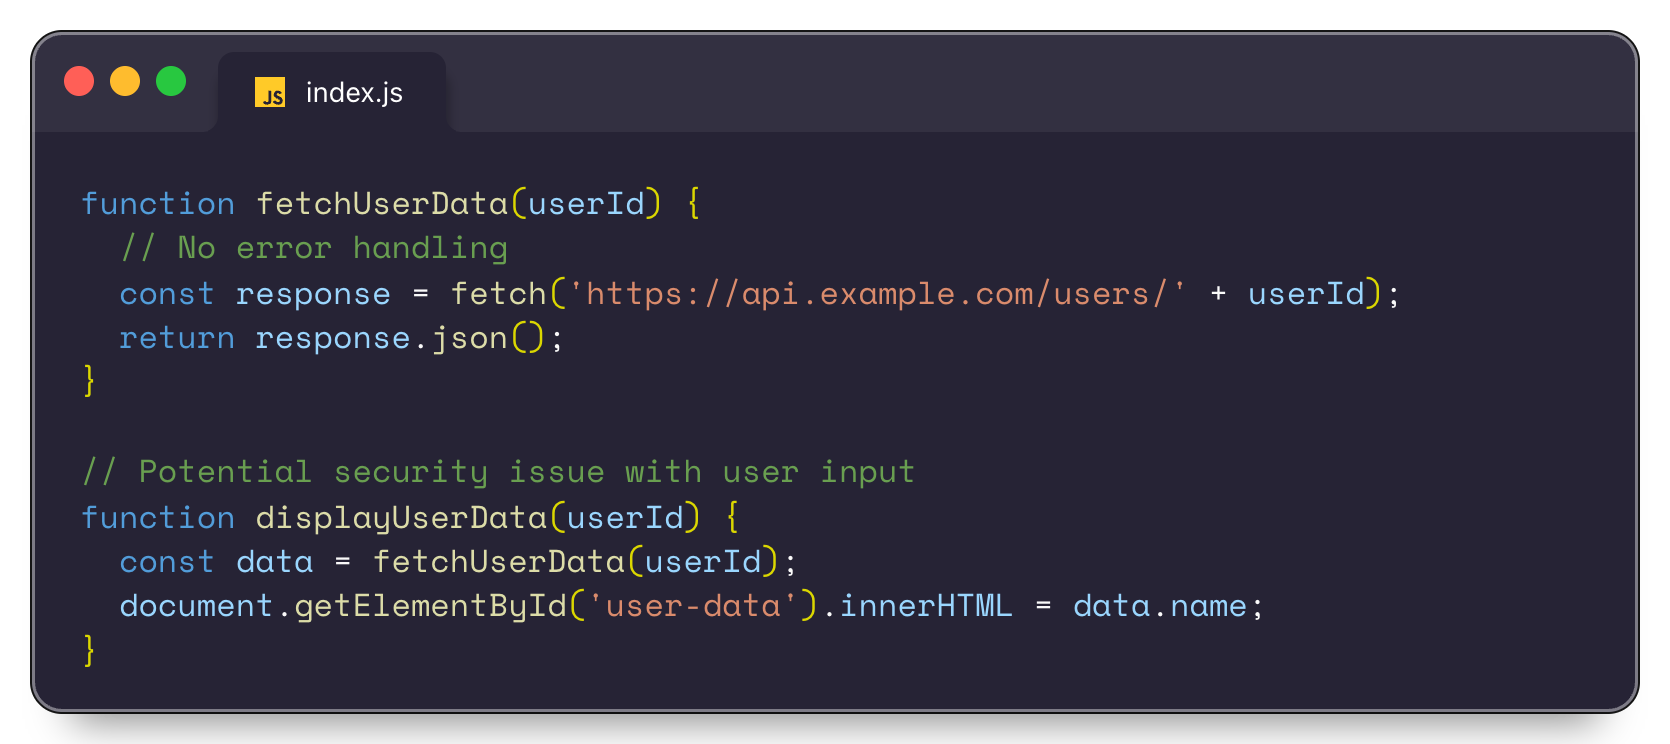 JS index.js
function fetchUserData(userId) {
  // No error handling
  const response = fetch('https://api.example.com/users/' + userId);
  return response.json();
}

// Potential security issue with user input
function displayUserData(userId) {
  const data = fetchUserData(userId);
  document.getElementById('user-data').innerHTML = data.name;
}